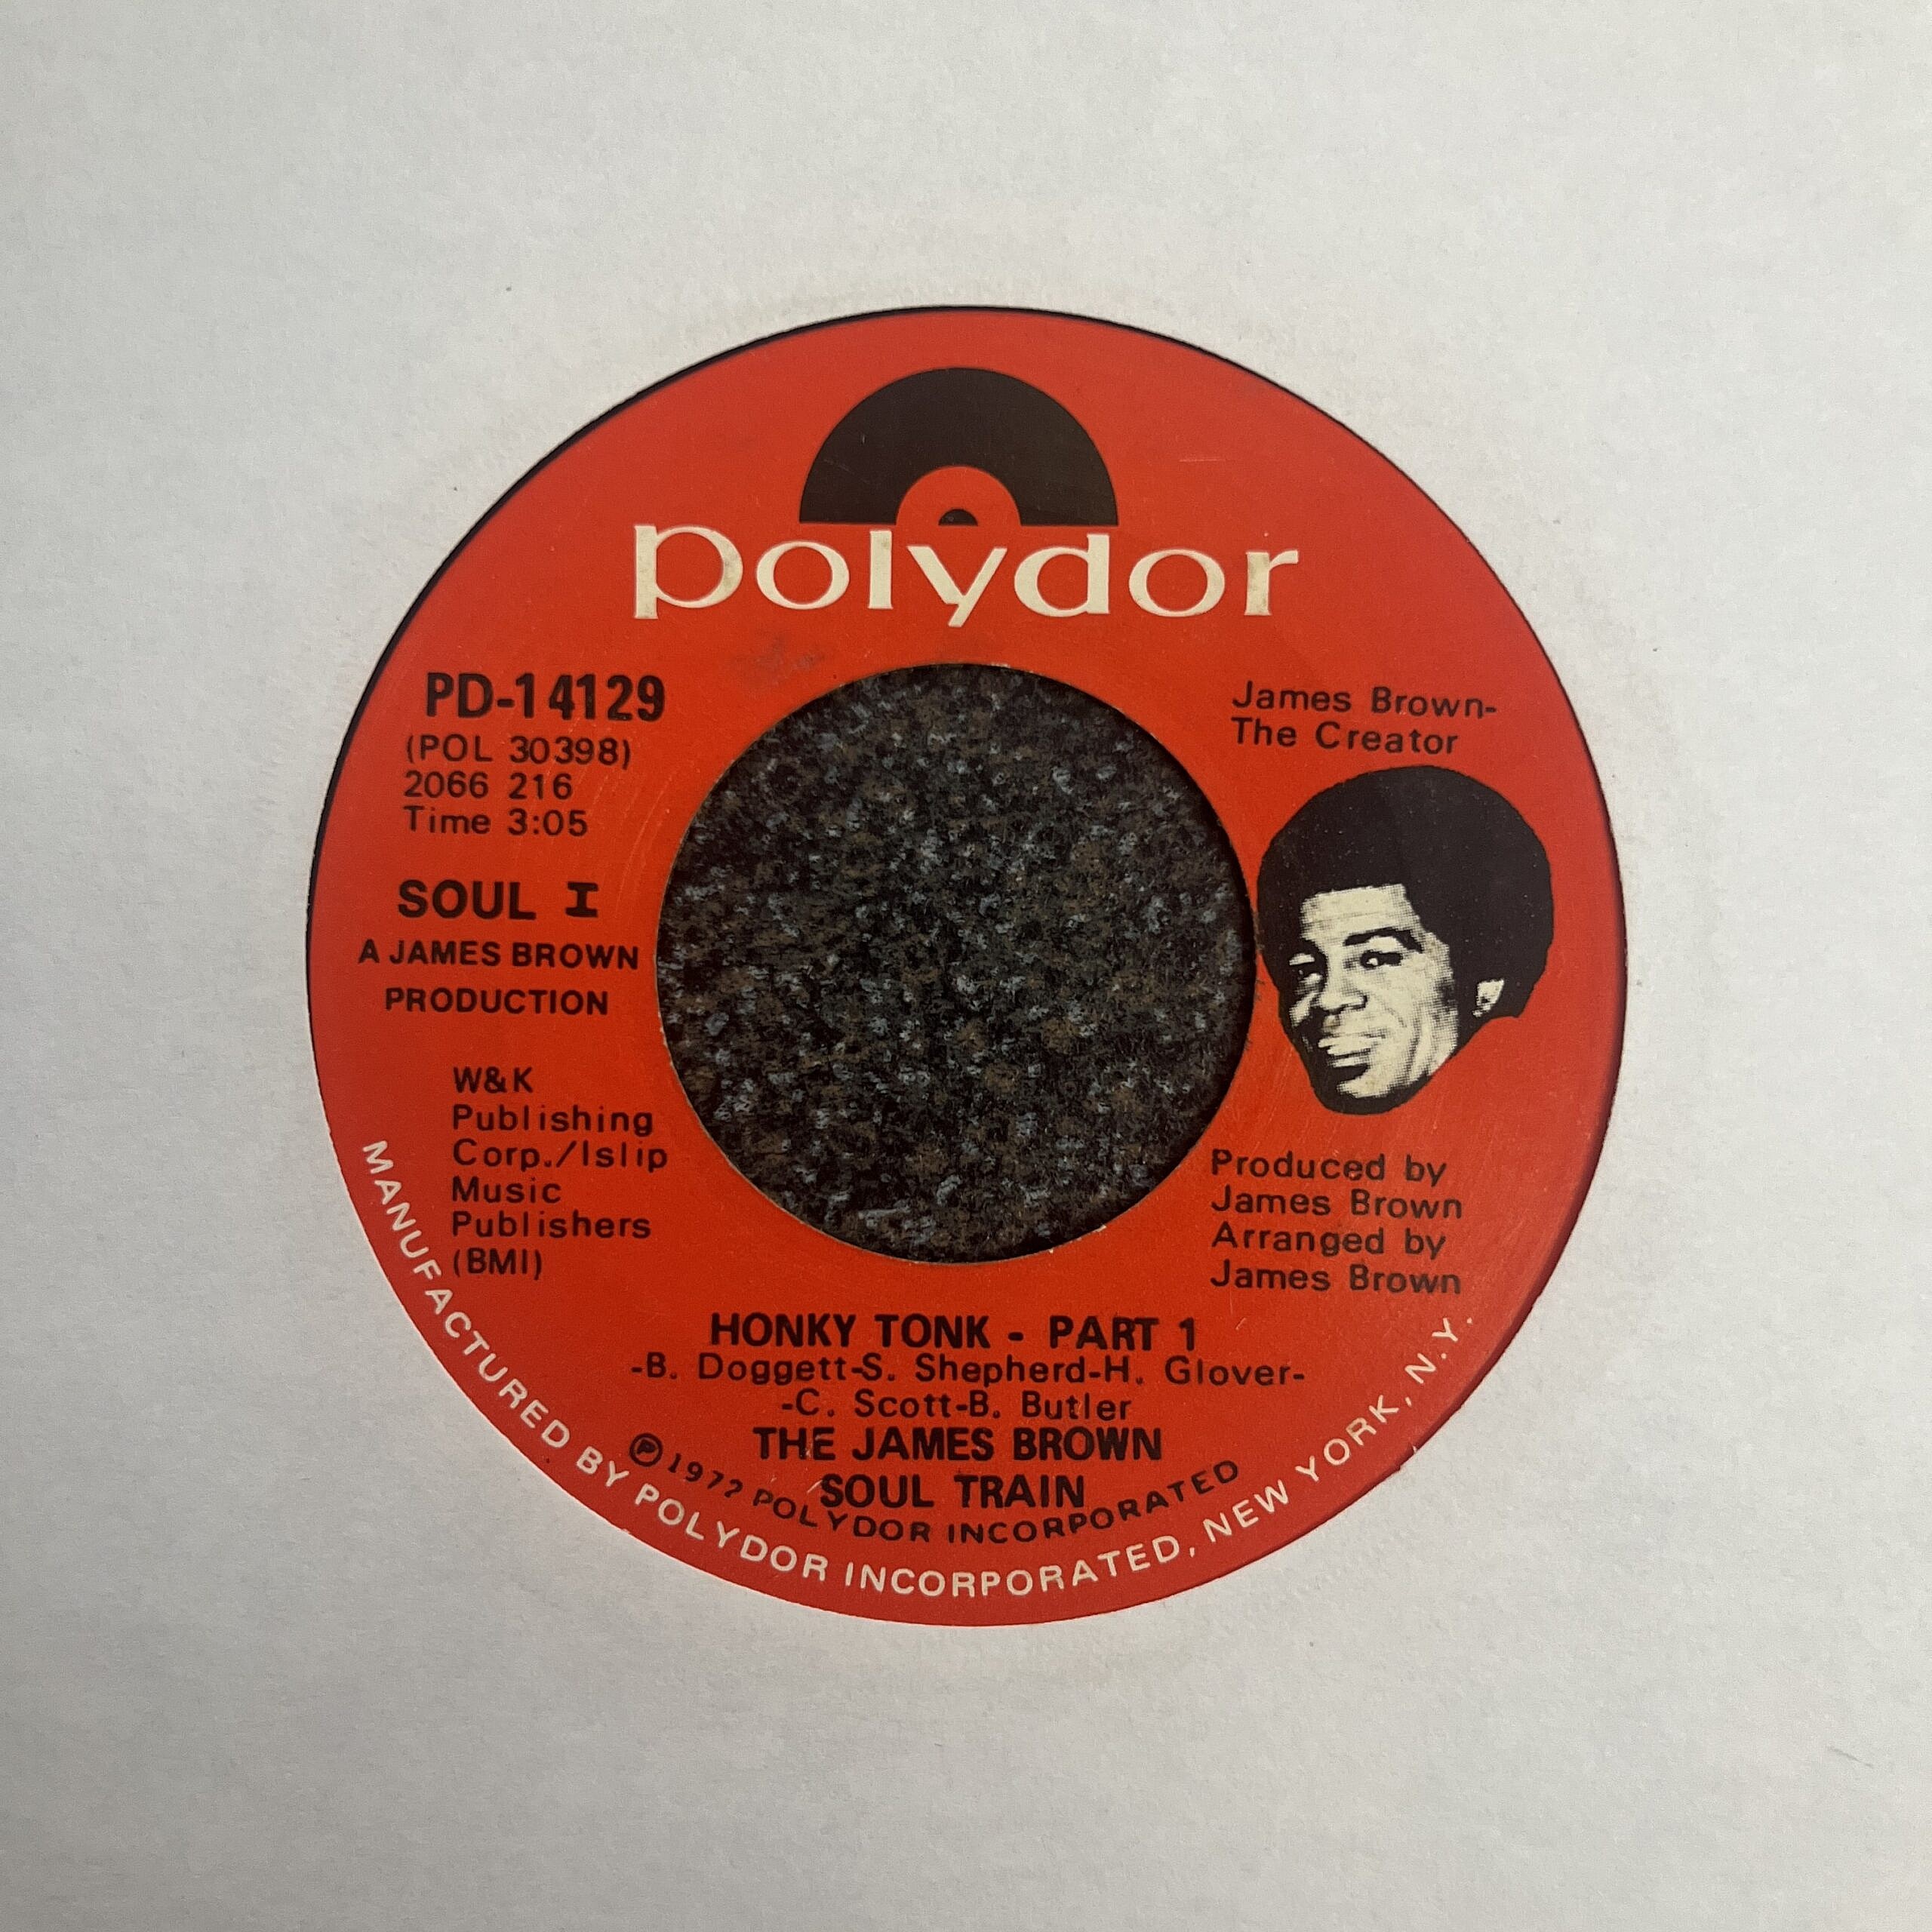 polydor
PD-14129
(POL 30398)
2066 216
Time 3:05
SOUL I
A JAMES BROWN
PRODUCTION
W&K
Publishing
Corp./Islip
Music
Publishers
(BMI)
James Brown-
The Creator
Produced by
James Brown
Arranged by
James Brown
HONKY TONK - PART 1
-B. Doggett-S. Shepherd-H. Glover-
-C. Scott-B. Butler
THE JAMES BROWN
SOUL TRAIN
Ⓟ 1972 POLYDOR INCORPORATED
MANUFACTURED BY POLYDOR INCORPORATED, NEW YORK, N.Y.